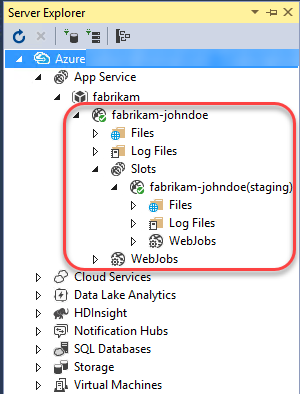 Server Explorer
Azure
App Service
fabrikam
fabrikam-johndoe
Files
Log Files
Slots
fabrikam-johndoe(staging)
Files
Log Files
WebJobs
WebJobs
Cloud Services
Data Lake Analytics
HDInsight
Notification Hubs
SQL Databases
Storage
Virtual Machines